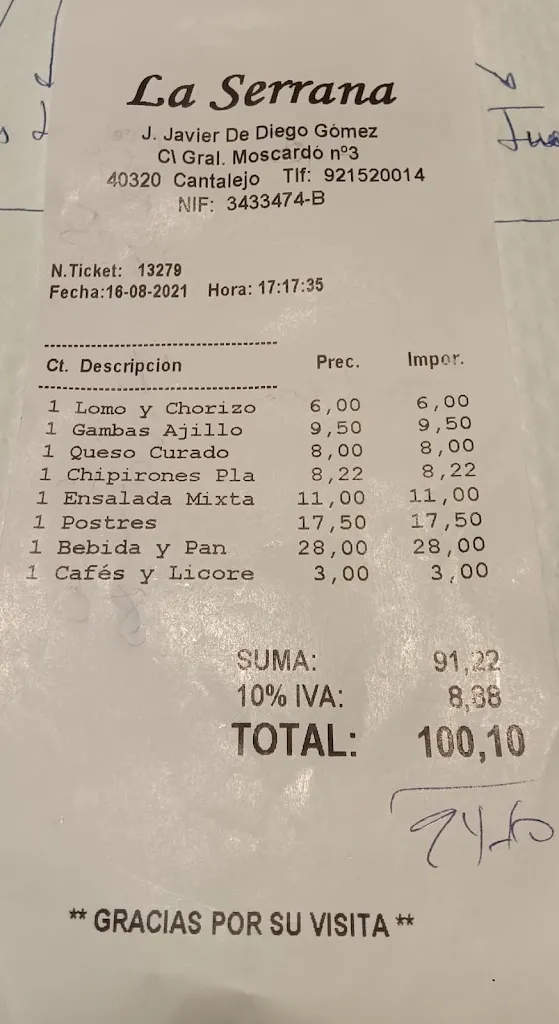 La Serrana
J. Javier De Diego Gómez
C\ Gral. Moscardó nº3
40320 Cantalejo Tlf: 921520014
NIF: 3433474-B
N.Ticket: 13279
Fecha:16-08-2021 Hora: 17:17:35
Ct. Descripcion Prec. Impor.
1 Lomo y Chorizo 6,00 6,00
1 Gambas Ajillo 9,50 9,50
1 Queso Curado 8,00 8,00
1 Chipirones Pla 8,22 8,22
1 Ensalada Mixta 11,00 11,00
1 Postres 17,50 17,50
1 Bebida y Pan 28,00 28,00
1 Cafés y Licore 3,00 3,00
SUMA: 91,22
10% IVA: 8,88
TOTAL: 100,10
** GRACIAS POR SU VISITA **